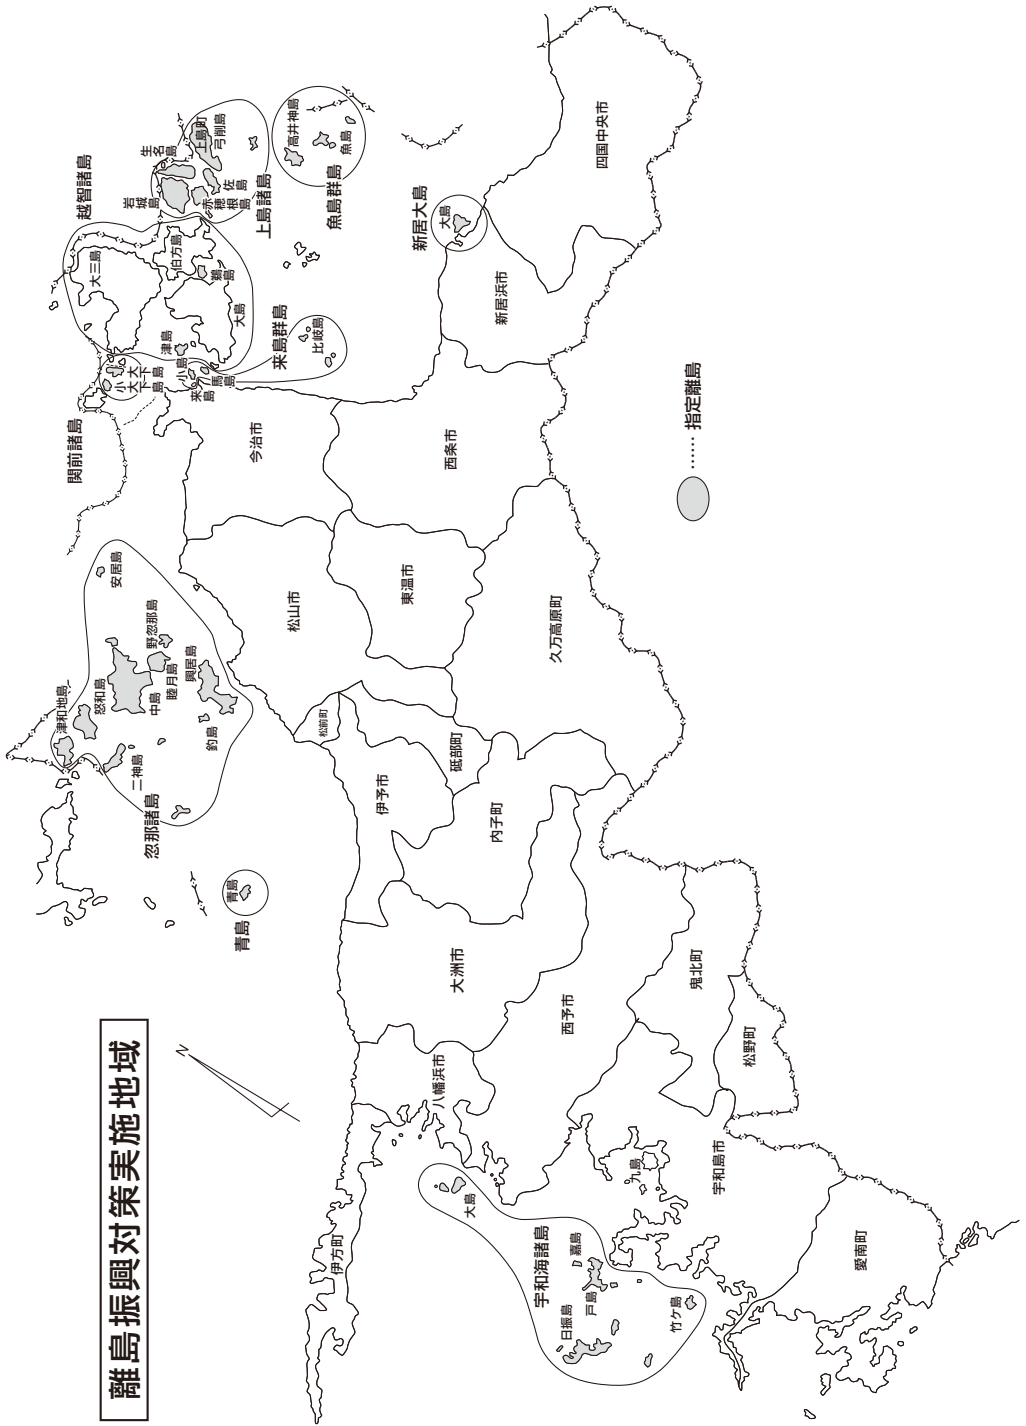 離島振興対策実施地域
N
指定離島
関前諸島
小大下島
大下島
越智諸島
大三島
伯方島
鵜島
大島
津島
来島群島
小島
来島
馬島
比岐島
上島諸島
生名島
岩城島
赤穂根島
佐島
弓削島
上島町
魚島群島
高井神島
魚島
新居大島
大島
忽那諸島
安居島
野忽那島
睦月島
中島
怒和島
津和地島
二神島
興居島
釣島
青島
青島
宇和海諸島
大島
嘉島
戸島
日振島
竹ケ島
九島
四国中央市
新居浜市
西条市
今治市
東温市
松山市
久万高原町
松前町
砥部町
伊予市
内子町
大洲市
八幡浜市
伊方町
西予市
鬼北町
松野町
宇和島市
愛南町